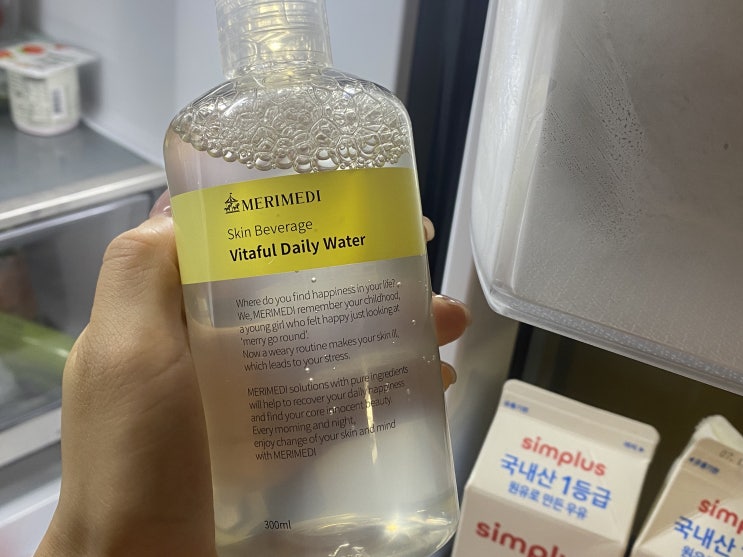 MERIMEDI
Skin Beverage
Vitaful Daily Water
Where do you find happiness in your life?
We, MERIMEDI remember your childhood,
a young girl who felt happy just looking at
'merry go round'.
Now a weary routine makes your skin ill,
which leads to your stress.
MERIMEDI solutions with pure ingredients
will help to recover your daily happiness
and find your core innocent beauty.
Every morning and night,
enjoy change of your skin and mind
with MERIMEDI
300ml
simplus
국내산 1등급
원유로 만든 우유
simplus
국내산